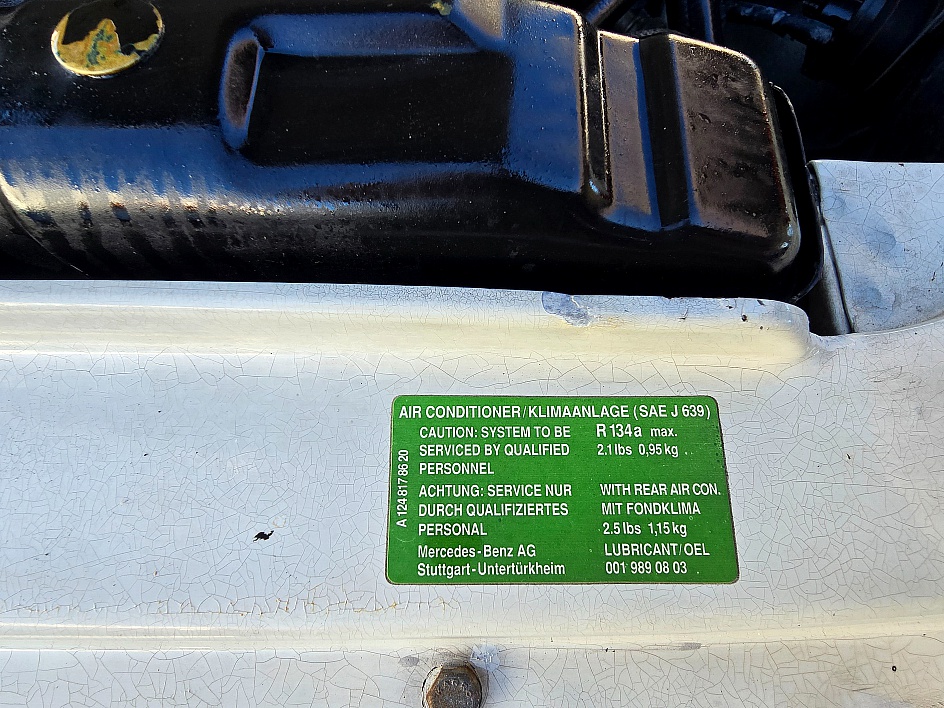 AIR CONDITIONER/KLIMAANLAGE (SAE J 639)
CAUTION: SYSTEM TO BE
SERVICED BY QUALIFIED
PERSONNEL
R 134a max.
2.1 lbs 0,95 kg
ACHTUNG: SERVICE NUR
DURCH QUALIFIZIERTES
PERSONAL
WITH REAR AIR CON.
MIT FONDKLIMA
2.5 lbs 1,15 kg
Mercedes-Benz AG
Stuttgart-Untertürkheim
LUBRICANT/OEL
001 989 08 03
A 124 817 86 20